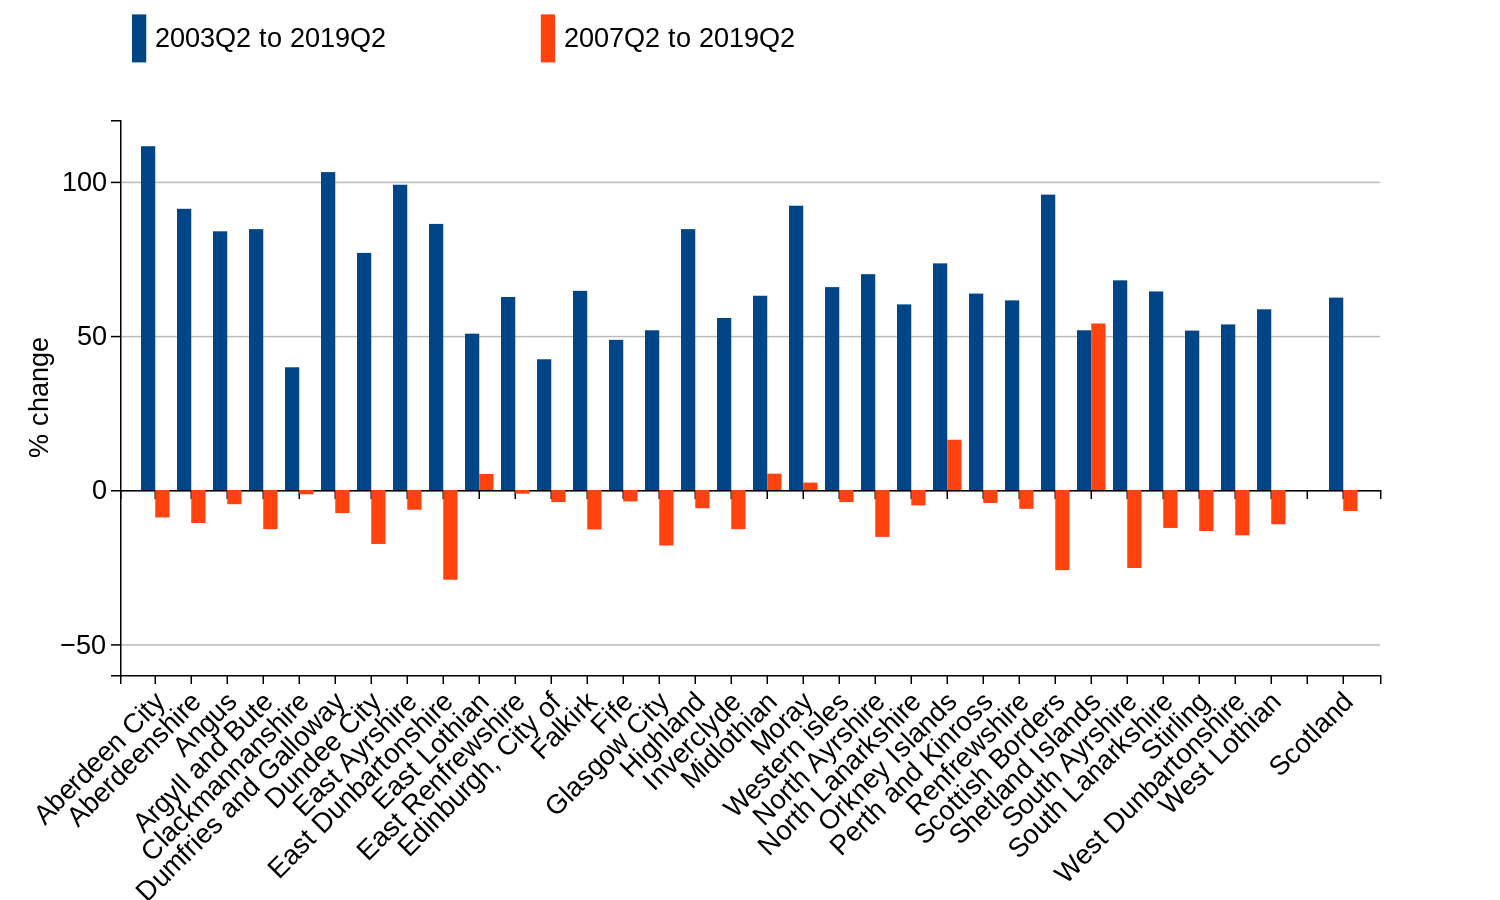 2003Q2 to 2019Q2
2007Q2 to 2019Q2
100
50
0
−50
% change
Aberdeen City
Aberdeenshire
Angus
Argyll and Bute
Clackmannanshire
Dumfries and Galloway
Dundee City
East Ayrshire
East Dunbartonshire
East Lothian
East Renfrewshire
Edinburgh, City of
Falkirk
Fife
Glasgow City
Highland
Inverclyde
Midlothian
Moray
Western isles
North Ayrshire
North Lanarkshire
Orkney Islands
Perth and Kinross
Renfrewshire
Scottish Borders
Shetland Islands
South Ayrshire
South Lanarkshire
Stirling
West Dunbartonshire
West Lothian
Scotland